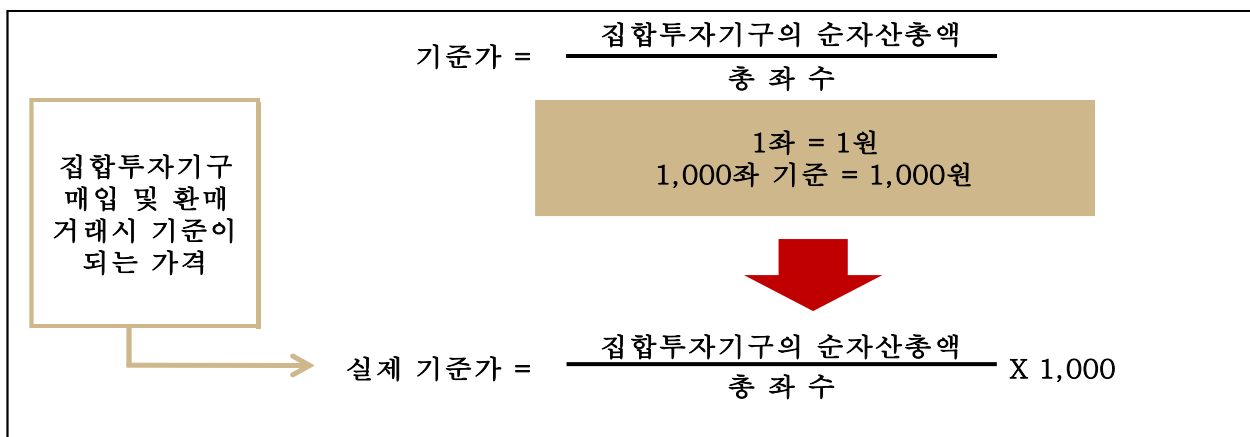 집합투자기구의 순자산총액
기준가 =
총 좌 수
1좌 = 1원
1,000좌 기준 = 1,000원
집합투자기구
매입 및 환매
거래시 기준이
되는 가격
집합투자기구의 순자산총액
실제 기준가 =
X 1,000
총 좌 수